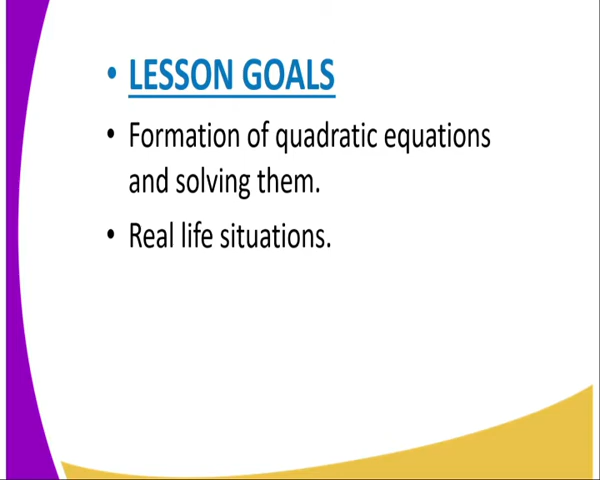 • LESSON GOALS
• Formation of quadratic equations
and solving them.
• Real life situations.